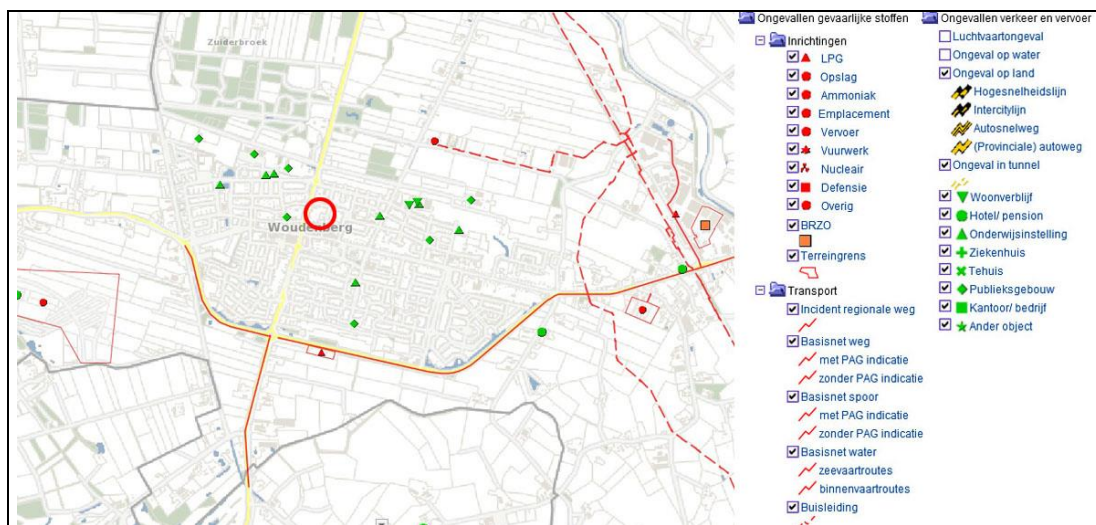 Zuiderbroek
Woudenberg
Ongevallen gevaarlijke stoffen
Inrichtingen
LPG
Opslag
Ammoniak
Emplacement
Vervoer
Vuurwerk
Nucleair
Defensie
Overig
BRZO
Terreingrens
Transport
Incident regionale weg
Basisnet weg
met PAG indicatie
zonder PAG indicatie
Basisnet spoor
met PAG indicatie
zonder PAG indicatie
Basisnet water
zeevaartroutes
binnenvaartroutes
Buisleiding
Ongevallen verkeer en vervoer
Luchtvaartongeval
Ongeval op water
Ongeval op land
Hogesnelheidslijn
Intercitylijn
Autosnelweg
(Provinciale) autoweg
Ongeval in tunnel
Woonverblijf
Hotel/ pension
Onderwijsinstelling
Ziekenhuis
Tehuis
Publieksgebouw
Kantoor/ bedrijf
Ander object